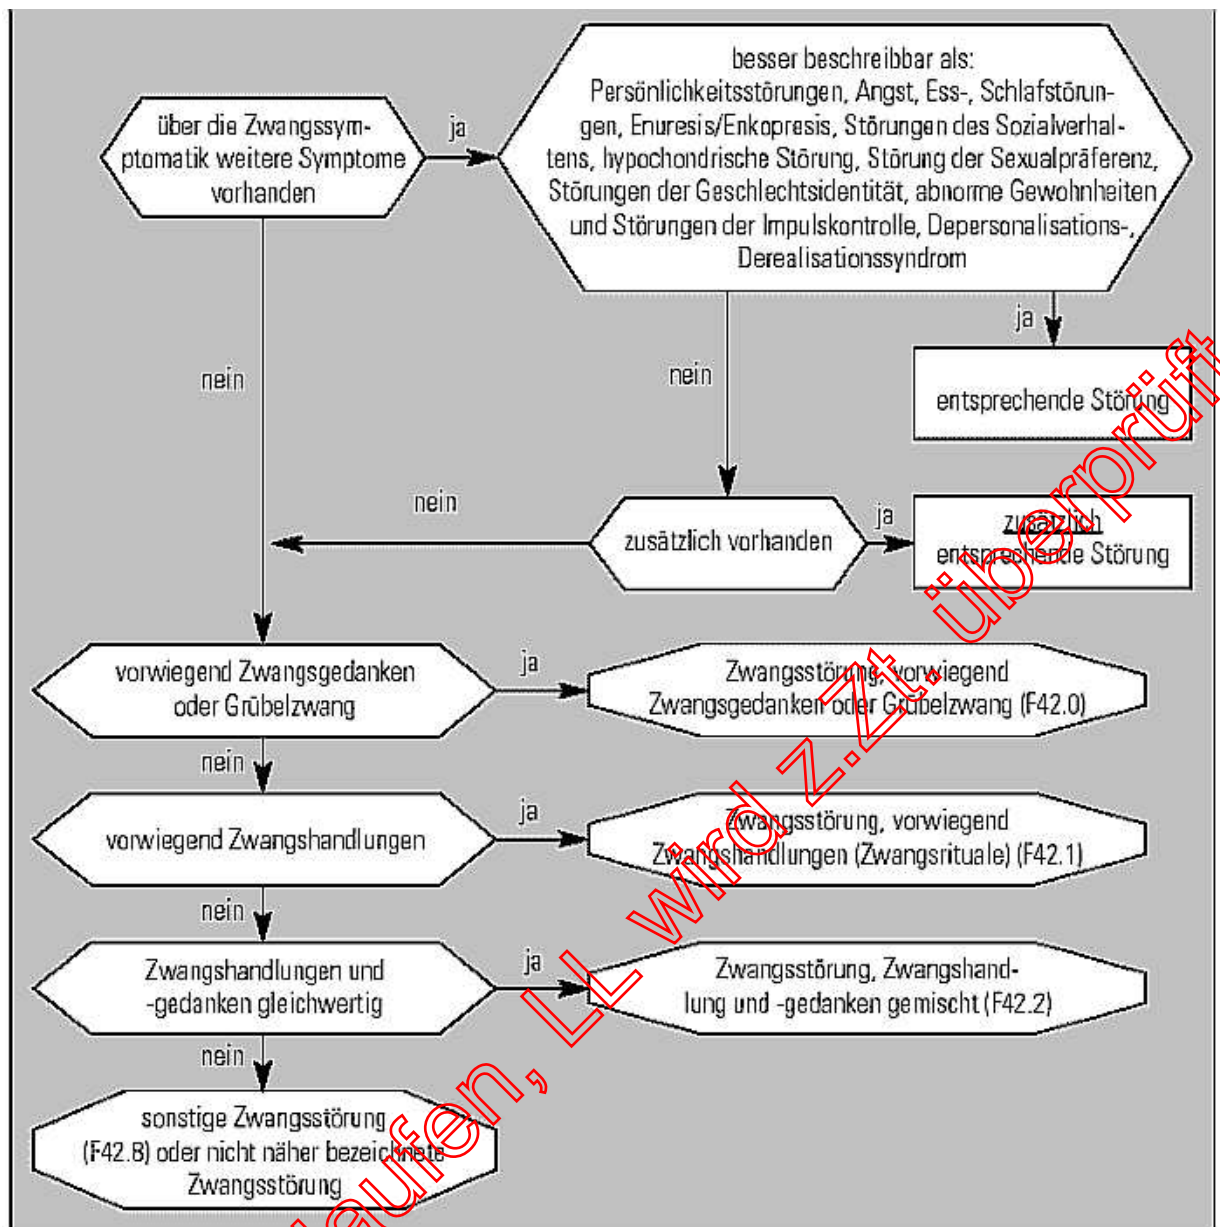 über die Zwangssym-
ptomatik weitere Symptome
vorhanden
ja
besser beschreibbar als:
Persönlichkeitsstörungen, Angst, Ess-, Schlafstörun-
gen, Enuresis/Enkopresis, Störungen des Sozialverhal-
tens, hypochondrische Störung, Störung der Sexualpräferenz,
Störungen der Geschlechtsidentität, abnorme Gewohnheiten
und Störungen der Impulskontrolle, Depersonalisations-,
Derealisationssyndrom
nein
nein
ja
entsprechende Störung
nein
zusätzlich vorhanden
ja
zusätzlich
entsprechende Störung
vorwiegend Zwangsgedanken
oder Grübelzwang
ja
Zwangsstörung, vorwiegend
Zwangsgedanken oder Grübelzwang (F42.0)
nein
vorwiegend Zwangshandlungen
ja
Zwangsstörung, vorwiegend
Zwangshandlungen (Zwangsrituale) (F42.1)
nein
Zwangshandlungen und
-gedanken gleichwertig
ja
Zwangsstörung, Zwangshand-
lung und -gedanken gemischt (F42.2)
nein
sonstige Zwangsstörung
(F42.8) oder nicht näher bezeichnete
Zwangsstörung
laufen, LL wird z.Zt. überprüft